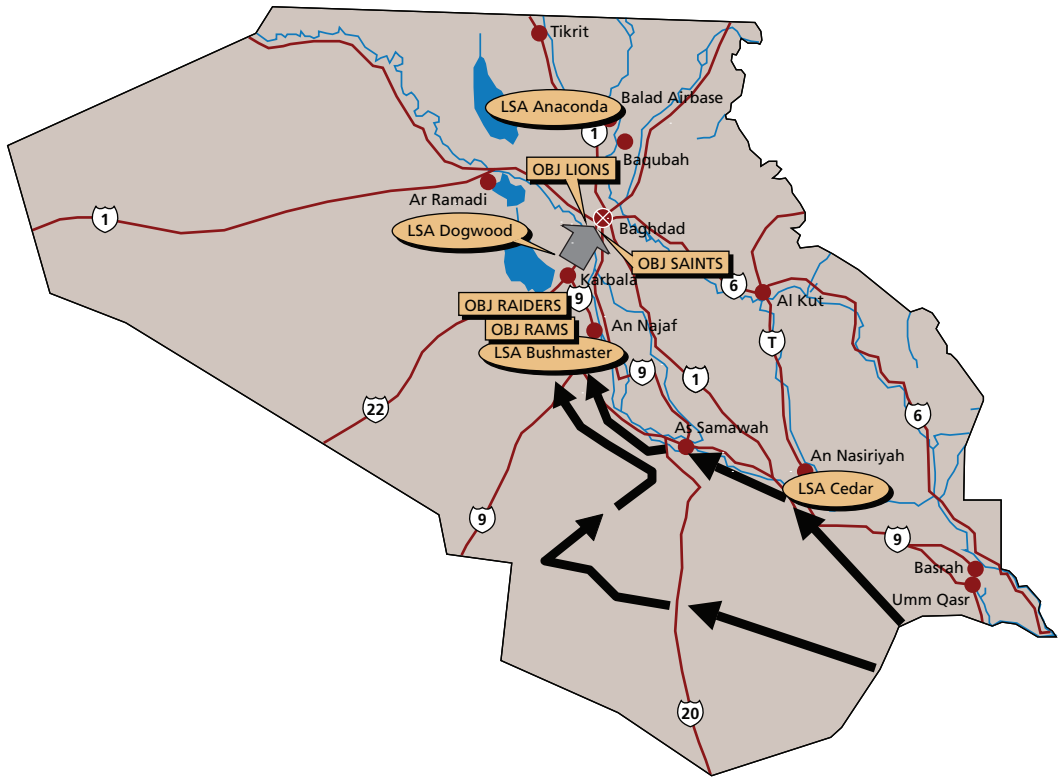 Tikrit
LSA Anaconda
Balad Airbase
1
Baqubah
OBJ LIONS
Ar Ramadi
1
LSA Dogwood
Baghdad
OBJ SAINTS
Karbala
6
Al Kut
OBJ RAIDERS
9
OBJ RAMS
An Najaf
T
LSA Bushmaster
9
1
22
6
As Samawah
An Nasiriyah
LSA Cedar
9
9
Basrah
Umm Qasr
20